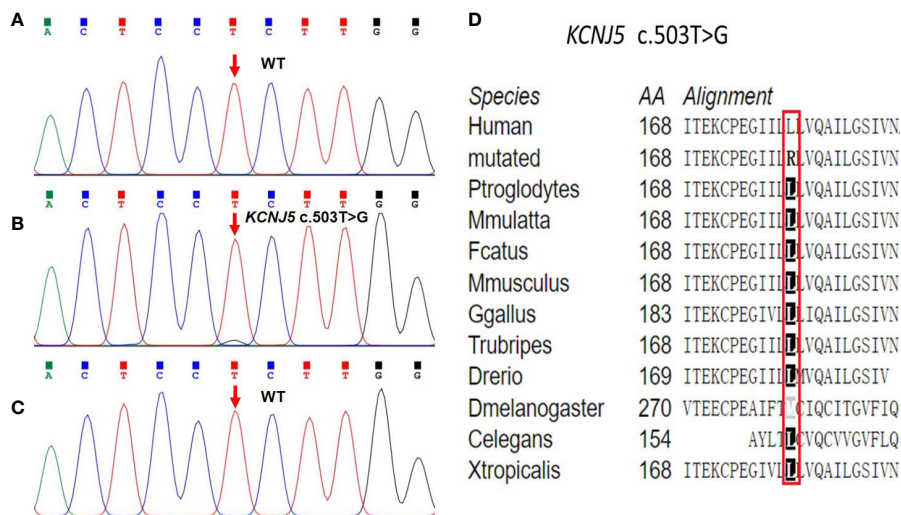 A
A C T C C T C T T G G
WT
A C T C C T C T T G G
B
KCNJ5 c.503T>G
A C T C C T C T T G G
C
WT
D
KCNJ5 c.503T>G
Species AA Alignment
Human 168 ITEKCPEGIILLLVQAILGSIVN
mutated 168 ITEKCPEGIILRLVQAILGSIVN
Ptroglodytes 168 ITEKCPEGIILLLVQAILGSIVN
Mmulatta 168 ITEKCPEGIILLLVQAILGSIVN
Fcatus 168 ITEKCPEGIILLLVQAILGSIVN
Mmusculus 168 ITEKCPEGIILLLVQAILGSIVN
Ggallus 183 ITEKCPEGIVLLLIQAILGSIVN
Trubripes 168 ITEKCPEGIILLLVQAILGSIVN
Drerio 169 ITEKCPEGIILLMVQAILGSIV
Dmelanogaster 270 VTEECPEAIFTMCIQCITGVFIQ
Celegans 154 AYLTLCVQCVVGVFLQ
Xtropicalis 168 ITEKCPEGIVLLLVQAILGSIVN